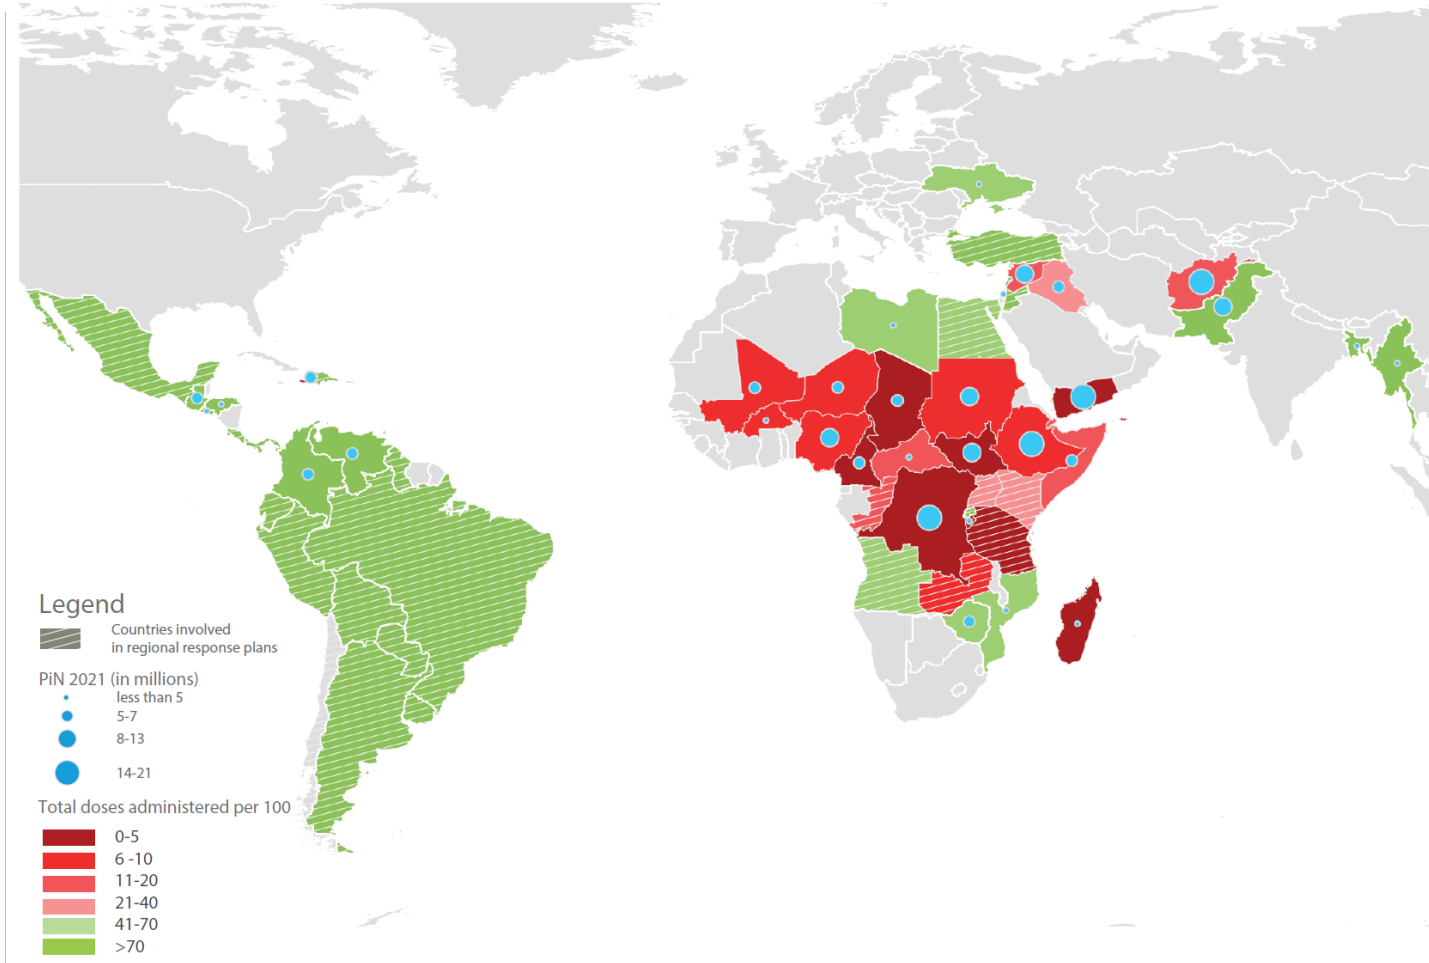 Legend
Countries involved
in regional response plans
PiN 2021 (in millions)
less than 5
5-7
8-13
14-21
Total doses administered per 100
0-5
6 -10
11-20
21-40
41-70
>70